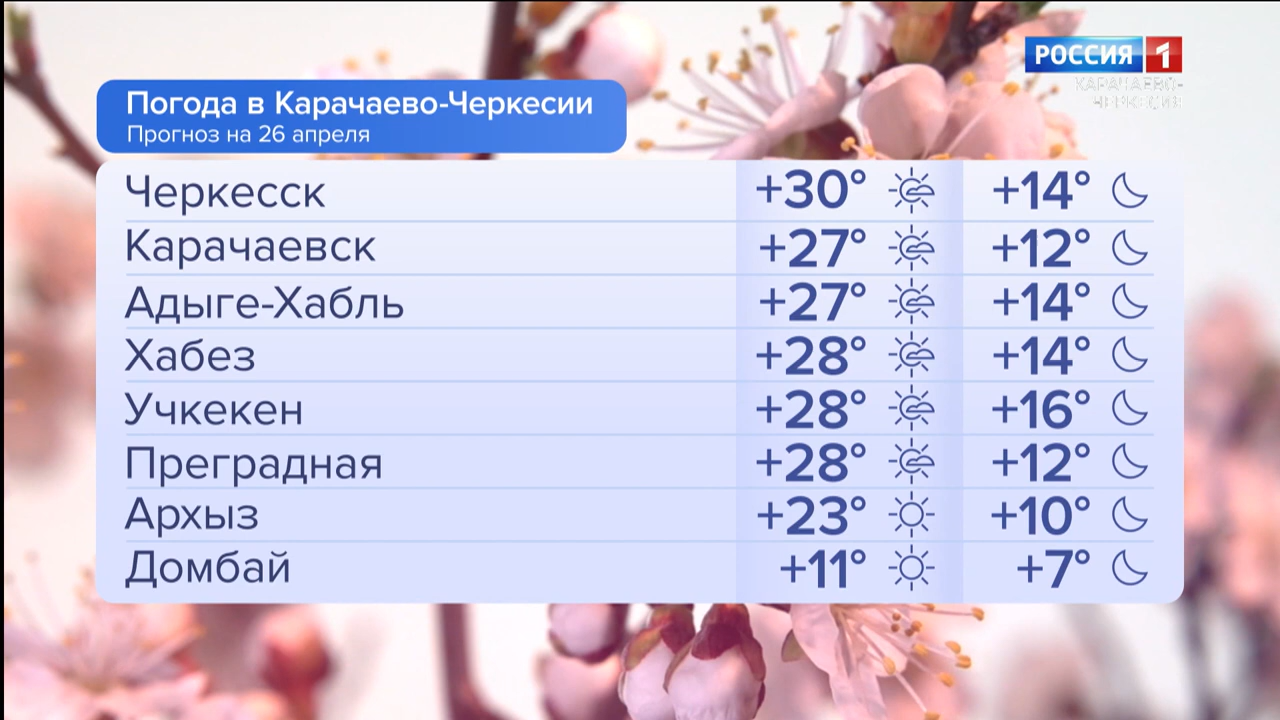 РОССИЯ 1
КАРАЧАЕВО-
ЧЕРКЕСИЯ
Погода в Карачаево-Черкесии
Прогноз на 26 апреля
Черкесск +30° +14°
Карачаевск +27° +12°
Адыге-Хабль +27° +14°
Хабез +28° +14°
Учкекен +28° +16°
Преградная +28° +12°
Архыз +23° +10°
Домбай +11° +7°